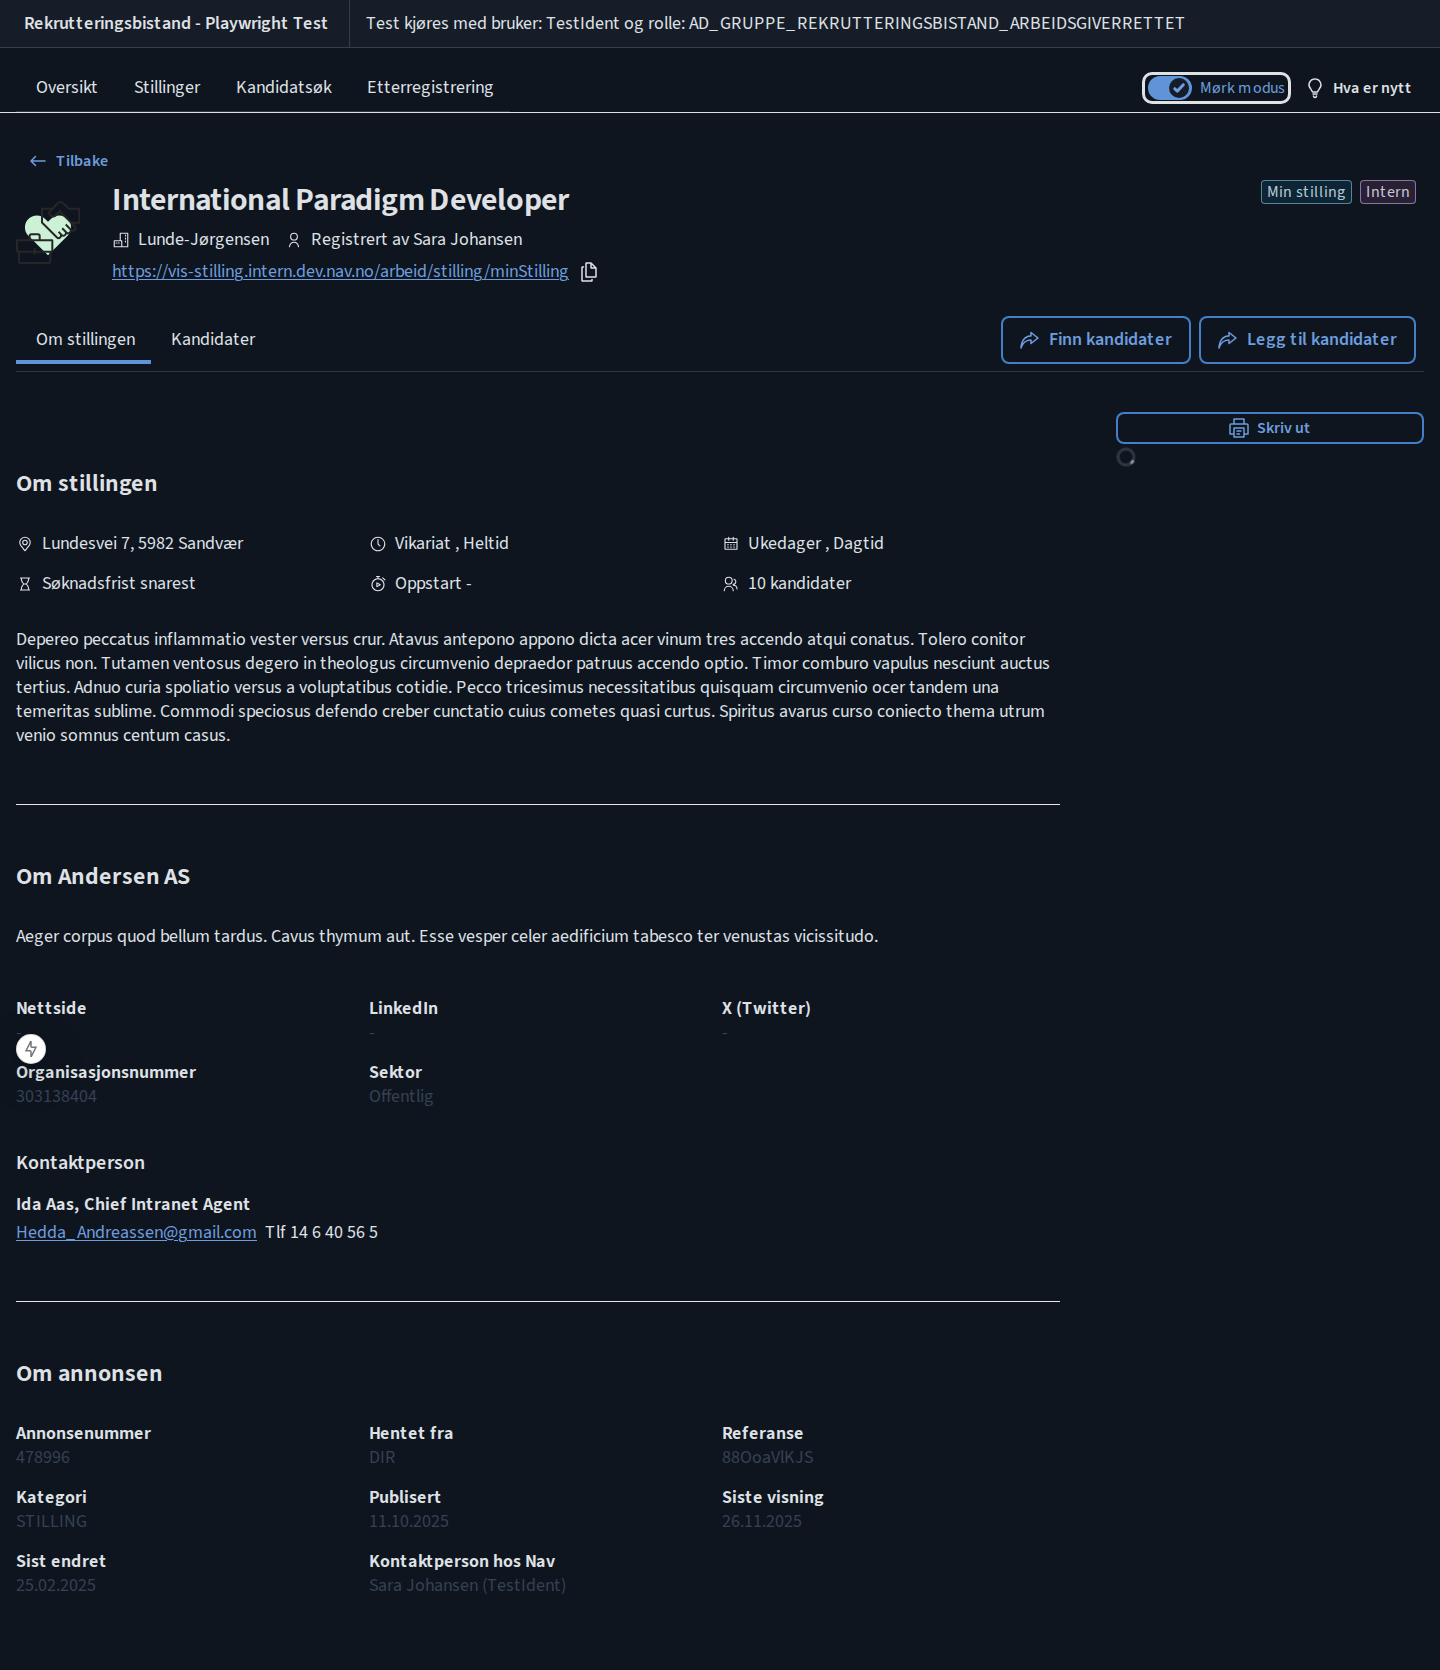 Rekrutteringsbistand - Playwright Test
Test kjøres med bruker: TestIdent og rolle: AD_GRUPPE_REKRUTTERINGSBISTAND_ARBEIDSGIVERRETTET
Oversikt
Stillinger
Kandidatsøk
Etterregistrering
Mørk modus
Hva er nytt
Tilbake
International Paradigm Developer
Min stilling
Intern
Lunde-Jørgensen
Registrert av Sara Johansen
https://vis-stilling.intern.dev.nav.no/arbeid/stilling/minStilling
Om stillingen
Kandidater
Finn kandidater
Legg til kandidater
Skriv ut
Om stillingen
Lundesvei 7, 5982 Sandvær
Vikariat , Heltid
Ukedager , Dagtid
Søknadsfrist snarest
Oppstart -
10 kandidater
Depereo peccatus inflammatio vester versus crur. Atavus antepono appono dicta acer vinum tres accendo atqui conatus. Tolero conitor
vilicus non. Tutamen ventosus degero in theologus circumvenio depraedor patruus accendo optio. Timor comburo vapulus nesciunt auctus
tertius. Adnuo curia spoliatio versus a voluptatibus cotidie. Pecco tricesimus necessitatibus quisquam circumvenio ocer tandem una
temeritas sublime. Commodi speciosus defendo creber cunctatio cuius cometes quasi curtus. Spiritus avarus curso coniecto thema utrum
venio somnus centum casus.
Om Andersen AS
Aeger corpus quod bellum tardus. Cavus thymum aut. Esse vesper celer aedificium tabesco ter venustas vicissitudo.
Nettside
-
LinkedIn
-
X (Twitter)
-
Organisasjonsnummer
303138404
Sektor
Offentlig
Kontaktperson
Ida Aas, Chief Intranet Agent
Hedda_Andreassen@gmail.com Tlf 14 6 40 56 5
Om annonsen
Annonsenummer
478996
Hentet fra
DIR
Referanse
88OoaVlKJS
Kategori
STILLING
Publisert
11.10.2025
Siste visning
26.11.2025
Sist endret
25.02.2025
Kontaktperson hos Nav
Sara Johansen (TestIdent)